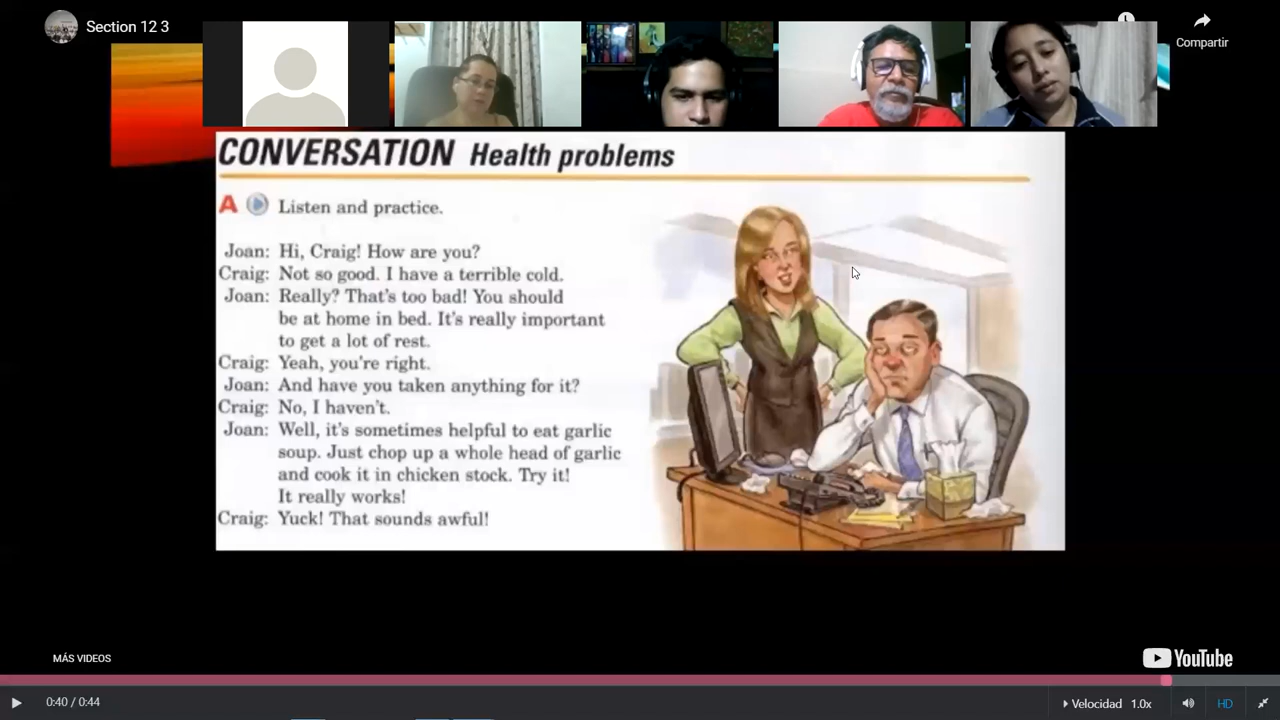 Section 12 3
Compartir
CONVERSATION Health problems
A Listen and practice.
Joan: Hi, Craig! How are you?
Craig: Not so good. I have a terrible cold.
Joan: Really? That's too bad! You should
be at home in bed. It's really important
to get a lot of rest.
Craig: Yeah, you're right.
Joan: And have you taken anything for it?
Craig: No, I haven't.
Joan: Well, it's sometimes helpful to eat garlic
soup. Just chop up a whole head of garlic
and cook it in chicken stock. Try it!
It really works!
Craig: Yuck! That sounds awful!
MÁS VIDEOS
YouTube
0:40 / 0:44
Velocidad 1.0x
HD